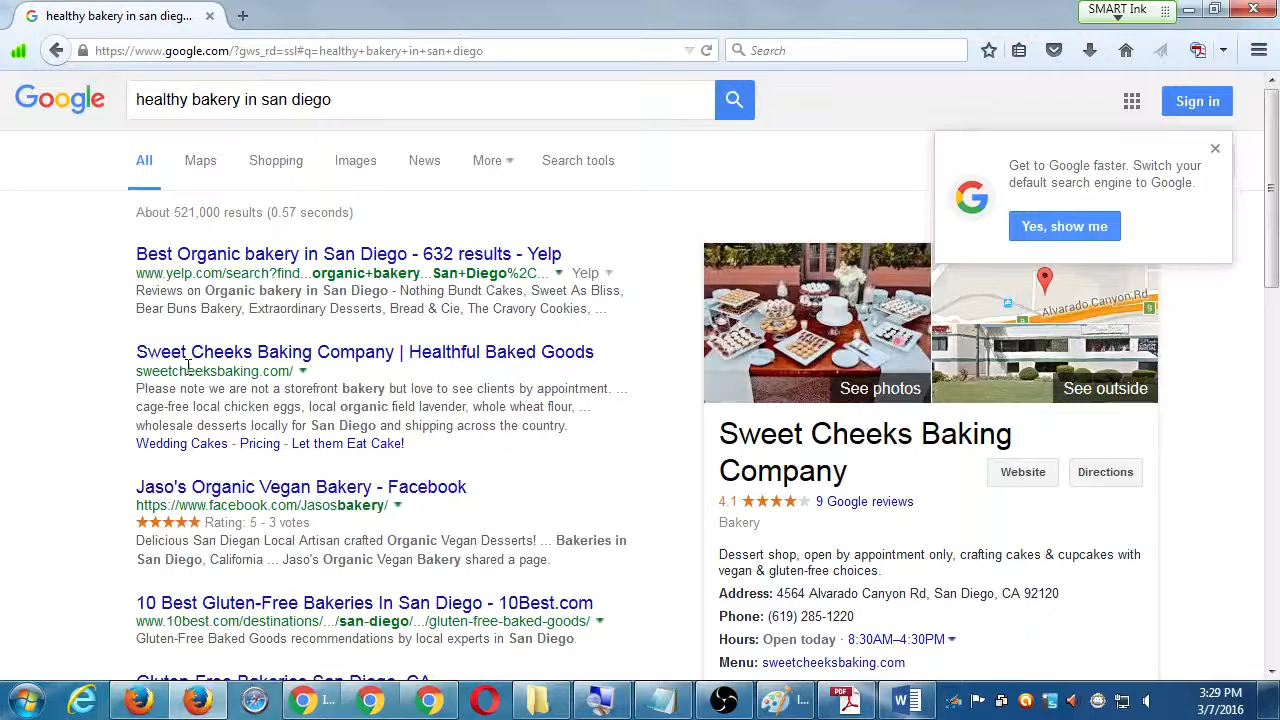 healthy bakery in san dieg...
SMART Ink
https://www.google.com/?gws_rd=ssl#q=healthy+bakery+in+san+diego
Search
Google
healthy bakery in san diego
Sign in
All
Maps
Shopping
Images
News
More
Search tools
Get to Google faster. Switch your
default search engine to Google.
Yes, show me
About 521,000 results (0.57 seconds)
Best Organic bakery in San Diego - 632 results - Yelp
www.yelp.com/search?find...organic+bakery...San+Diego%2C... Yelp
Reviews on Organic bakery in San Diego - Nothing Bundt Cakes, Sweet As Bliss,
Bear Buns Bakery, Extraordinary Desserts, Bread & Cie, The Cravory Cookies, ...
Sweet Cheeks Baking Company | Healthful Baked Goods
sweetcheeksbaking.com/
Please note we are not a storefront bakery but love to see clients by appointment. ...
cage-free local chicken eggs, local organic field lavender, whole wheat flour, ...
wholesale desserts locally for San Diego and shipping across the country.
Wedding Cakes - Pricing - Let them Eat Cake!
Jaso's Organic Vegan Bakery - Facebook
https://www.facebook.com/Jasosbakery/
Rating: 5 - 3 votes
Delicious San Diegan Local Artisan crafted Organic Vegan Desserts! ... Bakeries in
San Diego, California ... Jaso's Organic Vegan Bakery shared a page.
10 Best Gluten-Free Bakeries In San Diego - 10Best.com
www.10best.com/destinations/.../san-diego/.../gluten-free-baked-goods/
Gluten-Free Baked Goods recommendations by local experts in San Diego.
Gluten Free Bakeries San Diego, CA
Alvarado Canyon Rd
See photos
See outside
Sweet Cheeks Baking
Company
Website
Directions
4.1 9 Google reviews
Bakery
Dessert shop, open by appointment only, crafting cakes & cupcakes with
vegan & gluten-free choices.
Address: 4564 Alvarado Canyon Rd, San Diego, CA 92120
Phone: (619) 285-1220
Hours: Open today · 8:30AM–4:30PM
Menu: sweetcheeksbaking.com
I...
I...
PDF
3:29 PM
3/7/2016